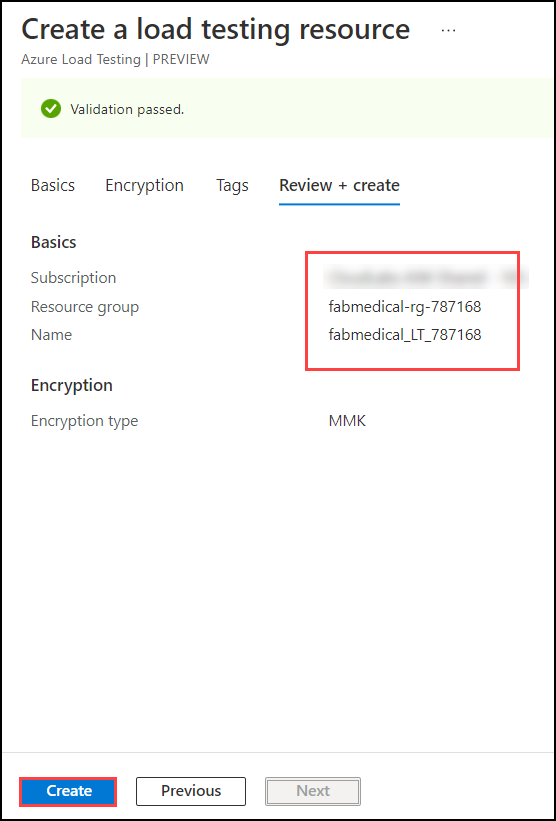 Create a load testing resource ...
Azure Load Testing | PREVIEW
Validation passed.
Basics Encryption Tags Review + create
Basics
Subscription
Resource group fabmedical-rg-787168
Name fabmedical_LT_787168
Encryption
Encryption type MMK
Create Previous Next